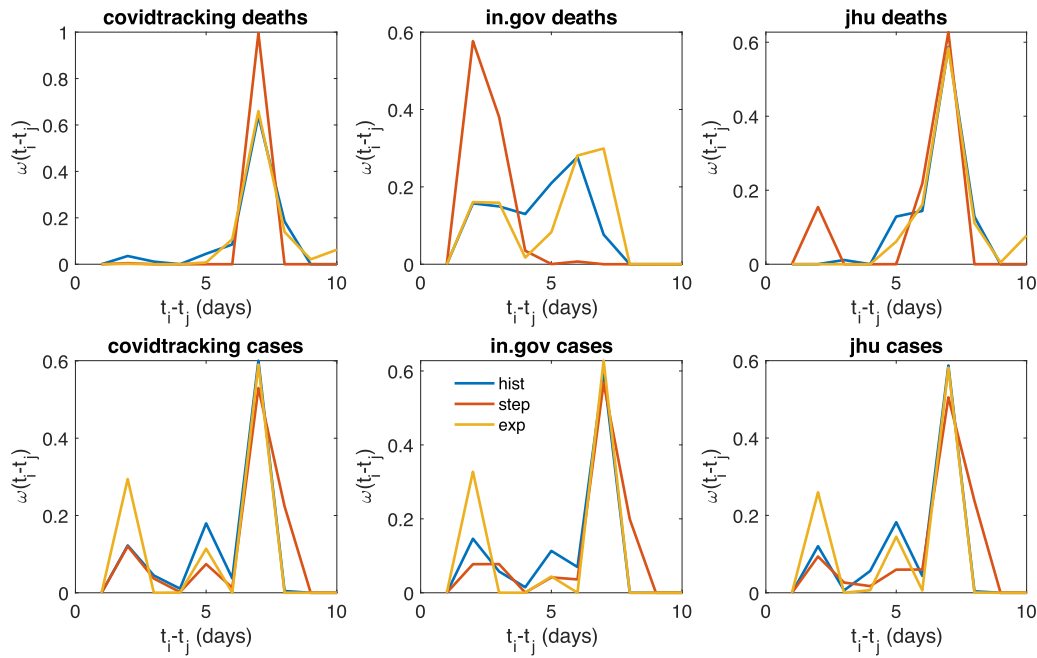 covidtracking deaths
1
0.8
0.6
0.4
0.2
0
0 5 10
ω(t_i-t_j)
t_i-t_j (days)
in.gov deaths
0.6
0.4
0.2
0
0 5 10
ω(t_i-t_j)
t_i-t_j (days)
jhu deaths
0.6
0.4
0.2
0
0 5 10
ω(t_i-t_j)
t_i-t_j (days)
covidtracking cases
0.6
0.4
0.2
0
0 5 10
ω(t_i-t_j)
t_i-t_j (days)
in.gov cases
hist
step
exp
0.6
0.4
0.2
0
0 5 10
ω(t_i-t_j)
t_i-t_j (days)
jhu cases
0.6
0.4
0.2
0
0 5 10
ω(t_i-t_j)
t_i-t_j (days)